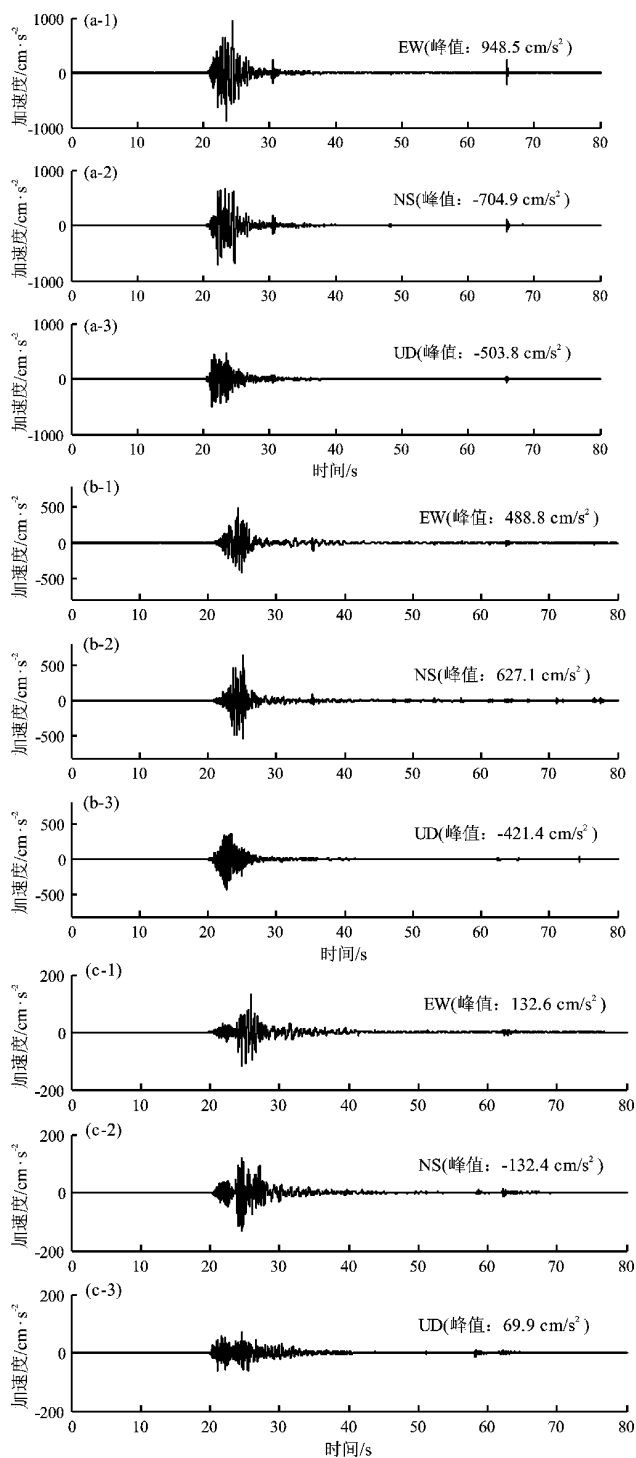 (a-1)
EW(峰值：948.5 cm/s²)
加速度/cm·s⁻²
1000
0
-1000
0 10 20 30 40 50 60 70 80
(a-2)
NS(峰值：-704.9 cm/s²)
加速度/cm·s⁻²
1000
0
-1000
0 10 20 30 40 50 60 70 80
(a-3)
UD(峰值：-503.8 cm/s²)
加速度/cm·s⁻²
1000
0
-1000
0 10 20 30 40 50 60 70 80
时间/s
(b-1)
EW(峰值：488.8 cm/s²)
加速度/cm·s⁻²
500
0
-500
0 10 20 30 40 50 60 70 80
(b-2)
NS(峰值：627.1 cm/s²)
加速度/cm·s⁻²
500
0
-500
0 10 20 30 40 50 60 70 80
(b-3)
UD(峰值：-421.4 cm/s²)
加速度/cm·s⁻²
500
0
-500
0 10 20 30 40 50 60 70 80
时间/s
(c-1)
EW(峰值：132.6 cm/s²)
加速度/cm·s⁻²
200
0
-200
0 10 20 30 40 50 60 70 80
(c-2)
NS(峰值：-132.4 cm/s²)
加速度/cm·s⁻²
200
0
-200
0 10 20 30 40 50 60 70 80
(c-3)
UD(峰值：69.9 cm/s²)
加速度/cm·s⁻²
200
0
-200
0 10 20 30 40 50 60 70 80
时间/s